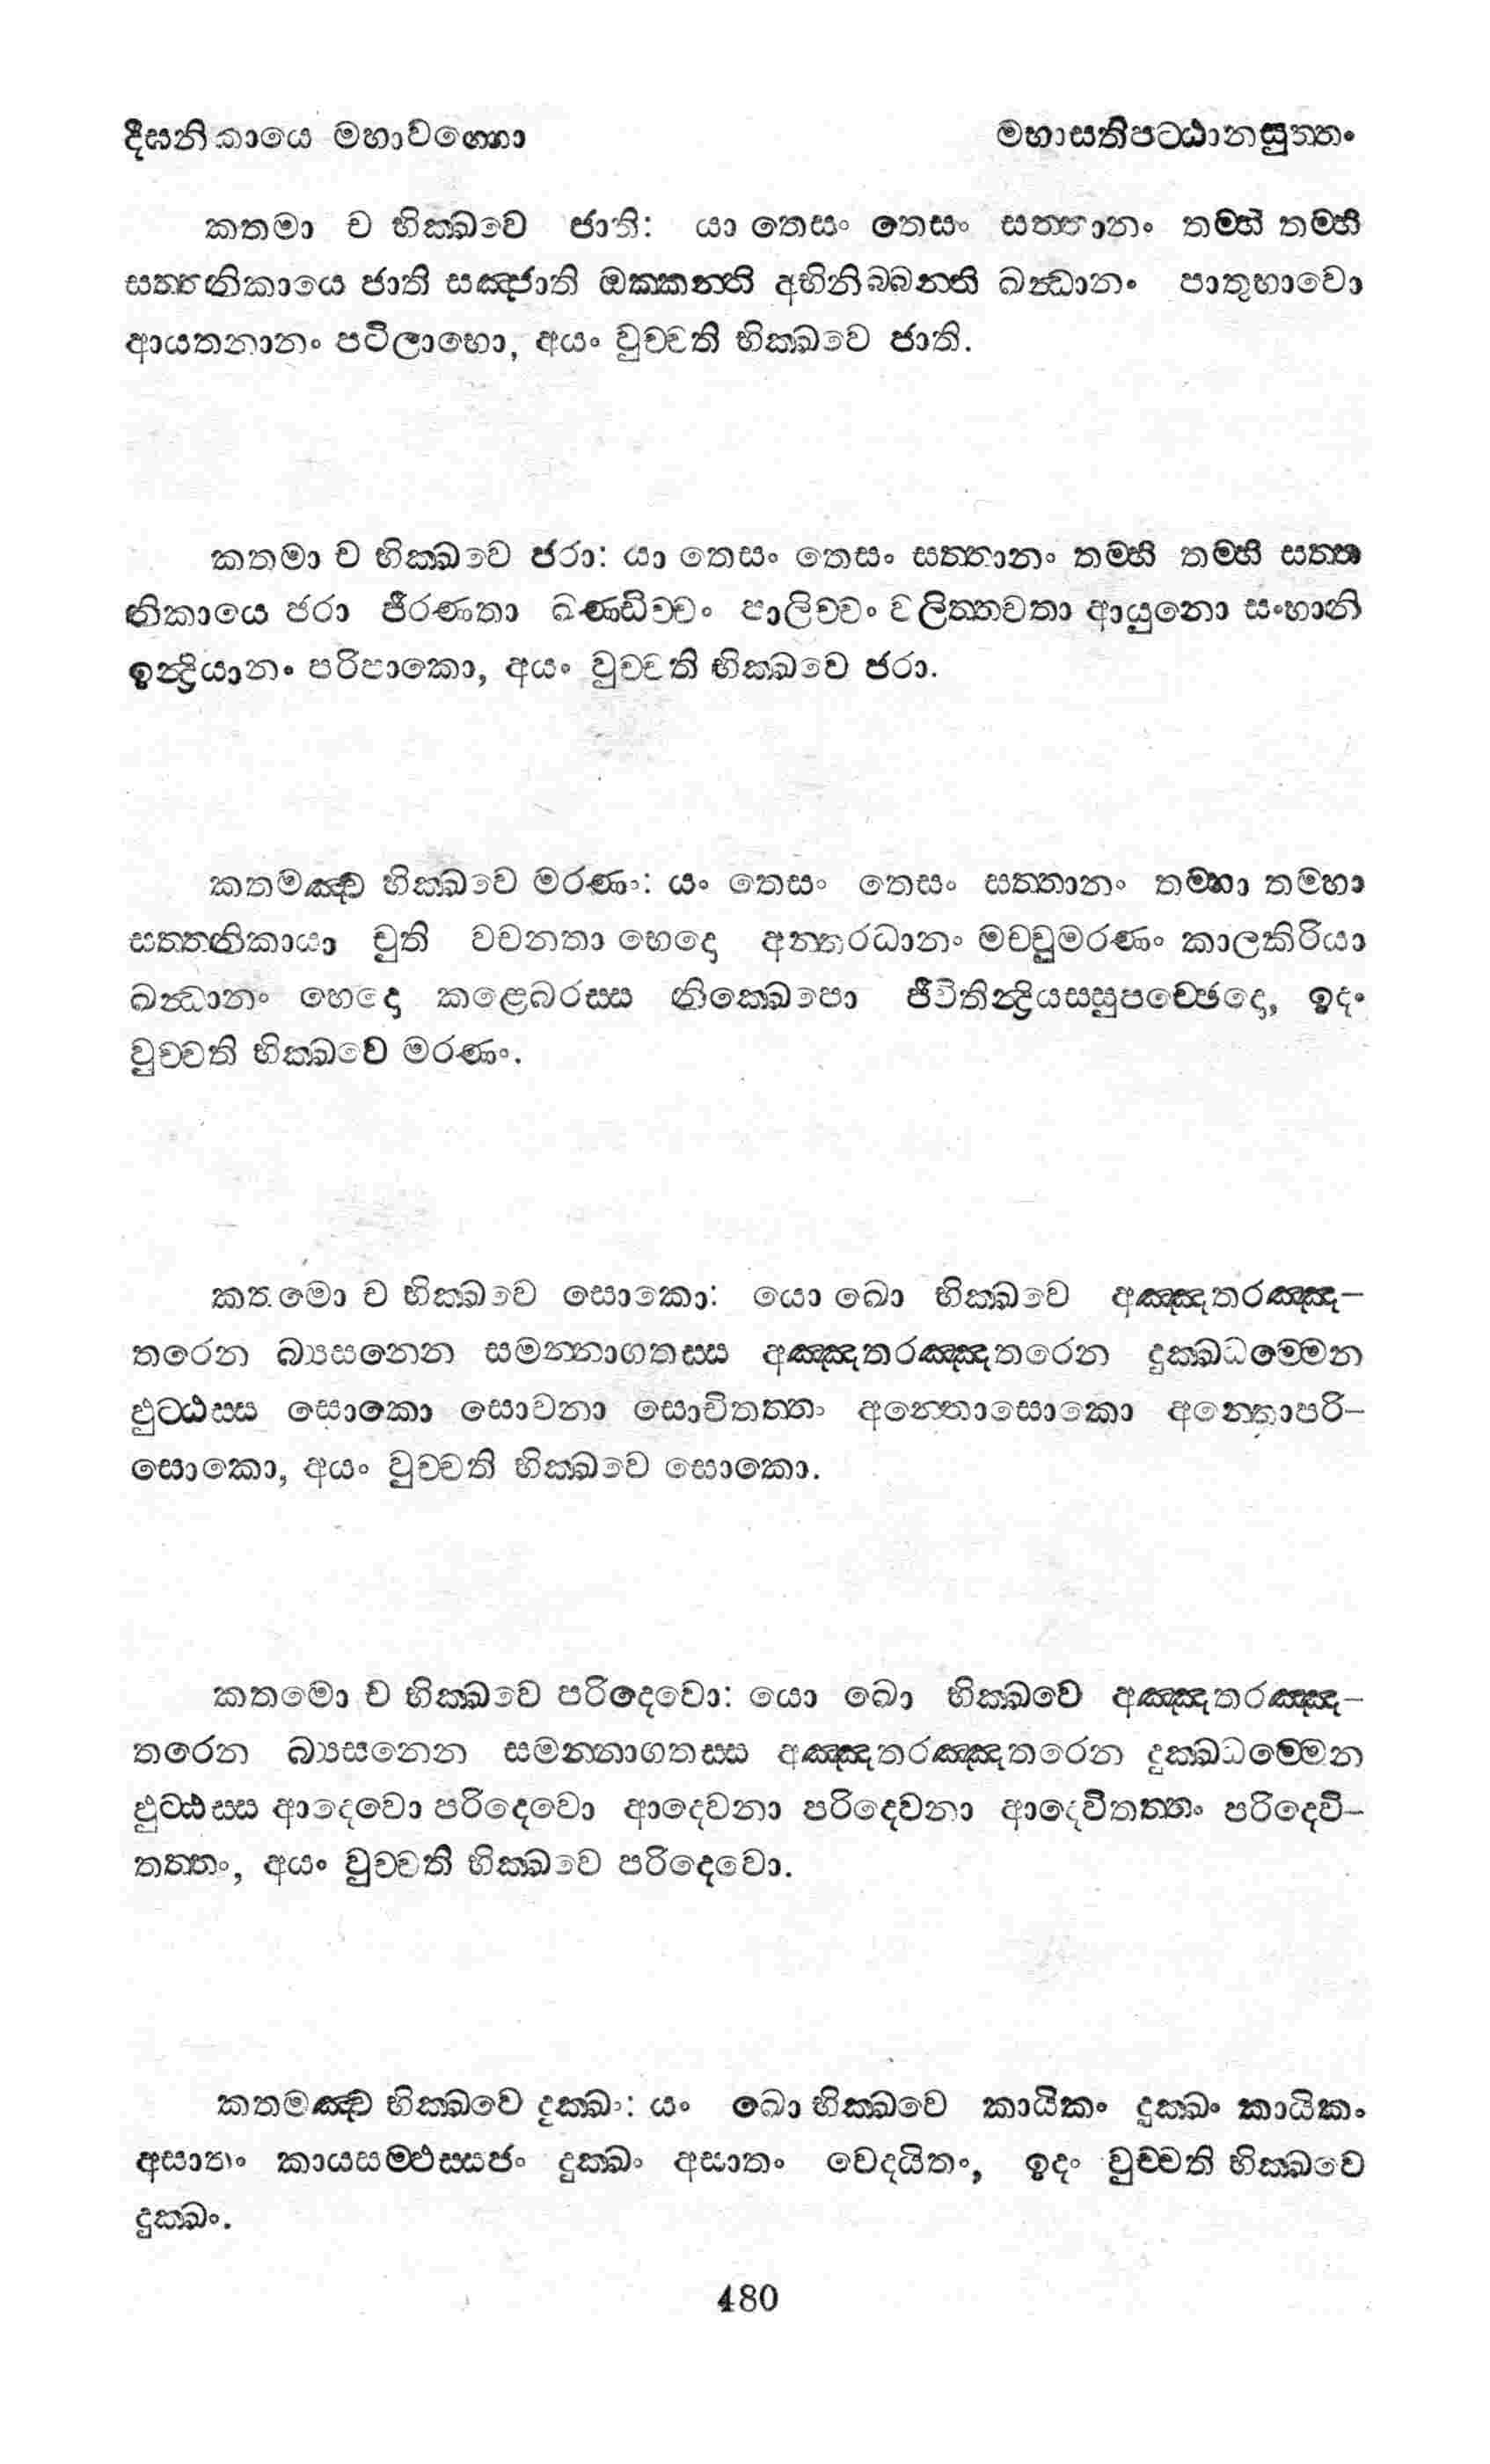 දීඝනිකායෙ මහාවග්ගො
මහාසතිපට්ඨානසුත්තං
කතමා ච භික්ඛවෙ ජාති: යා තෙසං තෙසං සත්තානං තම්හි තම්හි
සත්තනිකායෙ ජාති සඤ්ජාති ඔක්කන්ති අභිනිබ්බත්ති ඛන්ධානං පාතුභාවො
ආයතනානං පටිලාභො, අයං වුච්චති භික්ඛවෙ ජාති.
කතමා ච භික්ඛවෙ ජරා: යා තෙසං තෙසං සත්තානං තම්හි තම්හි සත්ත
නිකායෙ ජරා ජීරණතා ඛණ්ඩිච්චං පාලිච්චං වලිත්තචතා ආයුනො සංහානි
ඉන්ද්‍රියානං පරිපාකො, අයං වුච්චති භික්ඛවෙ ජරා.
කතමඤ්ච භික්ඛවෙ මරණං: යං තෙසං තෙසං සත්තානං තම්හා තම්හා
සත්තනිකායා චුති චවනතා භෙදො අන්තරධානං මච්චුමරණං කාලකිරියා
ඛන්ධානං භෙදො කළෙබරස්ස නික්ඛෙපො ජීවිතින්ද්‍රියස්සුපච්ඡෙදො, ඉදං
වුච්චති භික්ඛවෙ මරණං.
කතමො ච භික්ඛවෙ සොකො: යො ඛො භික්ඛවෙ අඤ්ඤතරඤ්ඤ-
තරෙන බ්‍යසනෙන සමන්නාගතස්ස අඤ්ඤතරඤ්ඤතරෙන දුක්ඛධම්මෙන
ඵුට්ඨස්ස සොකො සොචනා සොචිතත්තං අන්තොසොකො අන්තොපරි-
සොකො, අයං වුච්චති භික්ඛවෙ සොකො.
කතමො ච භික්ඛවෙ පරිදෙවො: යො ඛො භික්ඛවෙ අඤ්ඤතරඤ්ඤ-
තරෙන බ්‍යසනෙන සමන්නාගතස්ස අඤ්ඤතරඤ්ඤතරෙන දුක්ඛධම්මෙන
ඵුට්ඨස්ස ආදෙවො පරිදෙවො ආදෙවනා පරිදෙවනා ආදෙවිතත්තං පරිදෙවි-
තත්තං, අයං වුච්චති භික්ඛවෙ පරිදෙවො.
කතමඤ්ච භික්ඛවෙ දුක්ඛං: යං ඛො භික්ඛවෙ කායිකං දුක්ඛං කායිකං
අසාතං කායසම්ඵස්සජං දුක්ඛං අසාතං වෙදයිතං, ඉදං වුච්චති භික්ඛවෙ
දුක්ඛං.
480